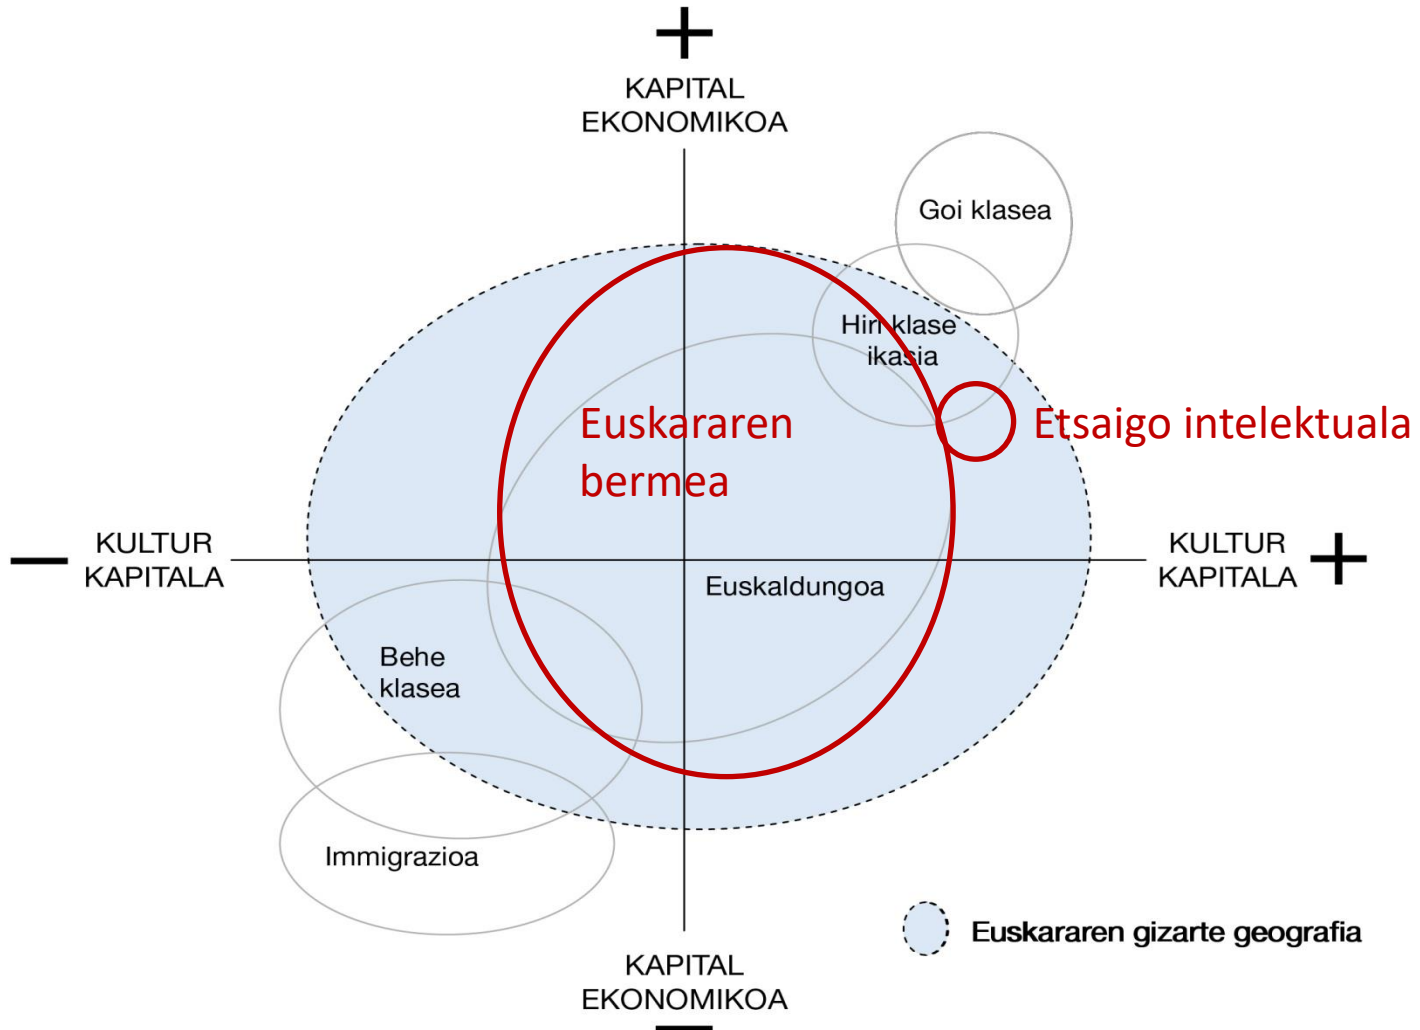 +
KAPITAL
EKONOMIKOA
Goi klasea
Hiri klase
ikasia
Euskararen
bermea
Etsaigo intelektuala
— KULTUR
KAPITALA
KULTUR
KAPITALA +
Euskaldungoa
Behe
klasea
Immigrazioa
Euskararen gizarte geografia
KAPITAL
EKONOMIKOA
—